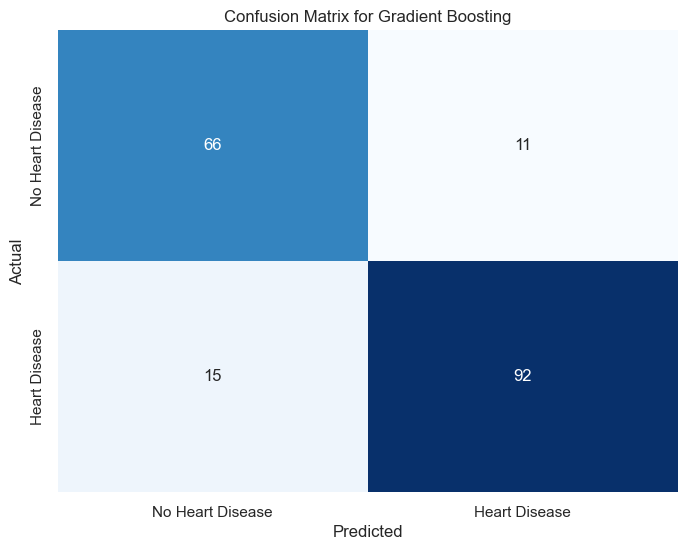 Confusion Matrix for Gradient Boosting
No Heart Disease
66
11
Actual
Heart Disease
15
92
No Heart Disease
Heart Disease
Predicted